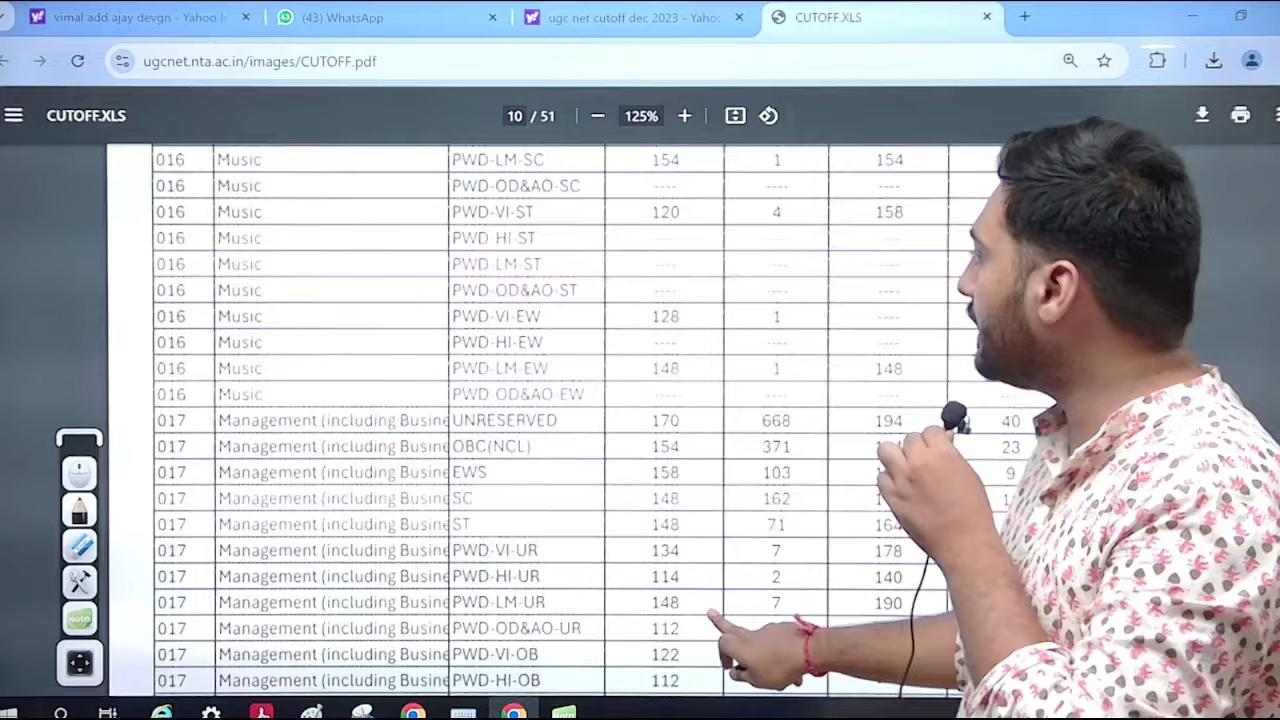 vimal add ajay devgn - Yahoo I
(43) WhatsApp
ugc net cutoff dec 2023 - Yaho
CUTOFF.XLS
ugcnet.nta.ac.in/images/CUTOFF.pdf
CUTOFF.XLS
10 / 51
125%
016 Music PWD-LM-SC 154 1 154
016 Music PWD-OD&AO-SC ---- ---- ----
016 Music PWD-VI-ST 120 4 158
016 Music PWD-HI-ST ---- ---- ----
016 Music PWD-LM-ST ---- ---- ----
016 Music PWD-OD&AO-ST ---- ---- ----
016 Music PWD-VI-EW 128 1 ----
016 Music PWD-HI-EW ---- ---- ----
016 Music PWD-LM-EW 148 1 148
016 Music PWD-OD&AO-EW ---- ---- ----
017 Management (including Busine UNRESERVED 170 668 194 40
017 Management (including Busine OBC(NCL) 154 371 23
017 Management (including Busine EWS 158 103 9
017 Management (including Busine SC 148 162
017 Management (including Busine ST 148 71 164
017 Management (including Busine PWD-VI-UR 134 7 178
017 Management (including Busine PWD-HI-UR 114 2 140
017 Management (including Busine PWD-LM-UR 148 7 190
017 Management (including Busine PWD-OD&AO-UR 112
017 Management (including Busine PWD-VI-OB 122
017 Management (including Busine PWD-HI-OB 112
Note